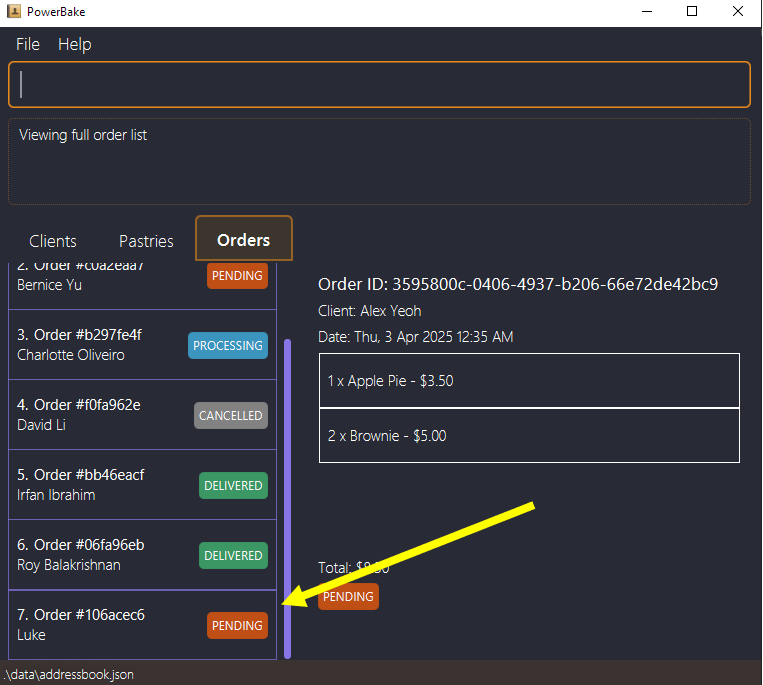 PowerBake
File Help
Viewing full order list
Clients Pastries Orders
2. Order #c0a2eaa7
Bernice Yu
PENDING
3. Order #b297fe4f
Charlotte Oliveiro
PROCESSING
4. Order #f0fa962e
David Li
CANCELLED
5. Order #bb46eacf
Irfan Ibrahim
DELIVERED
6. Order #06fa96eb
Roy Balakrishnan
DELIVERED
7. Order #106acec6
Luke
PENDING
Order ID: 3595800c-0406-4937-b206-66e72de42bc9
Client: Alex Yeoh
Date: Thu, 3 Apr 2025 12:35 AM
1 x Apple Pie - $3.50
2 x Brownie - $5.00
Total:
PENDING
.\data\addressbook.json